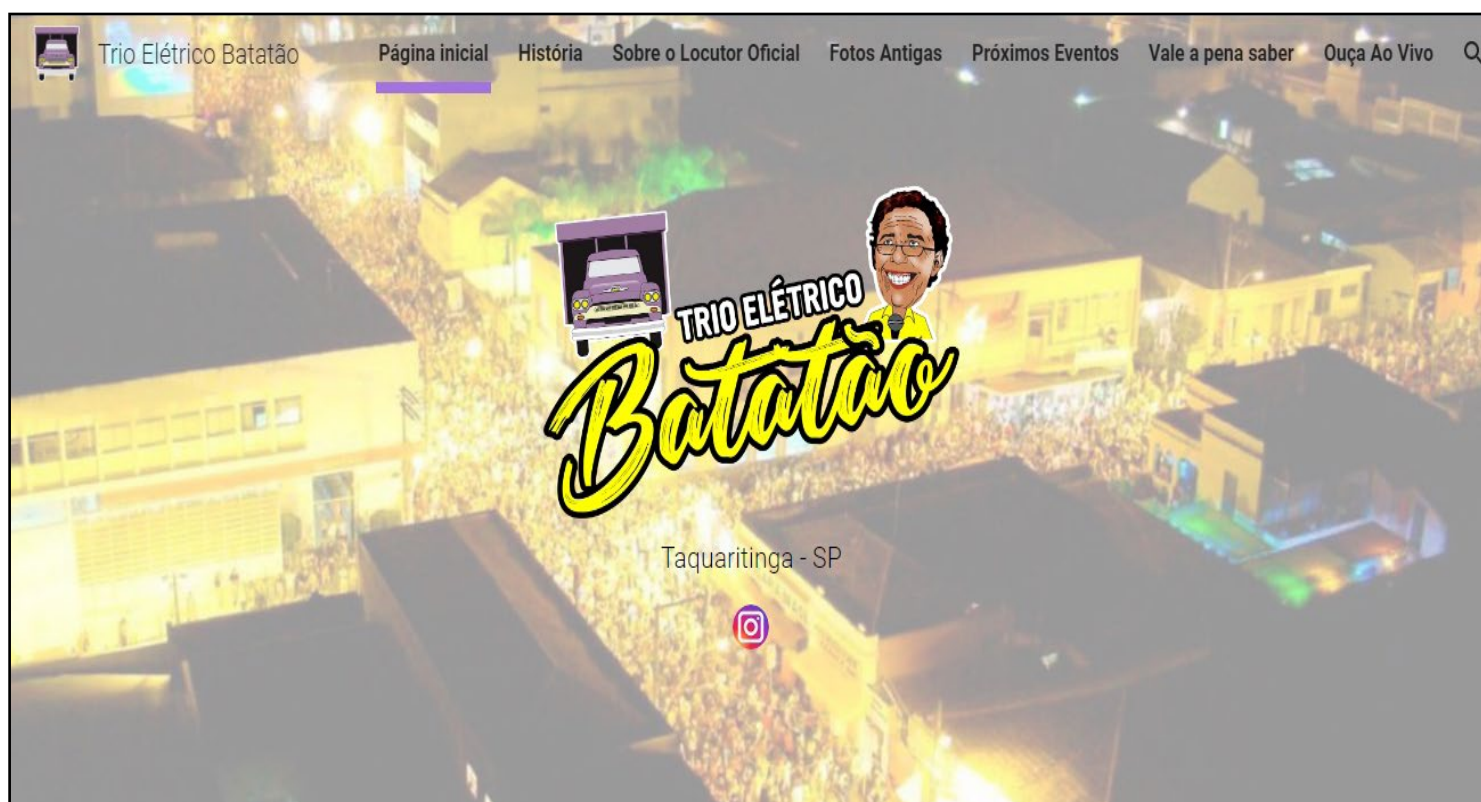 Trio Elétrico Batatão
Página inicial História Sobre o Locutor Oficial Fotos Antigas Próximos Eventos Vale a pena saber Ouça Ao Vivo
TRIO ELÉTRICO
Batatão
Taquaritinga - SP